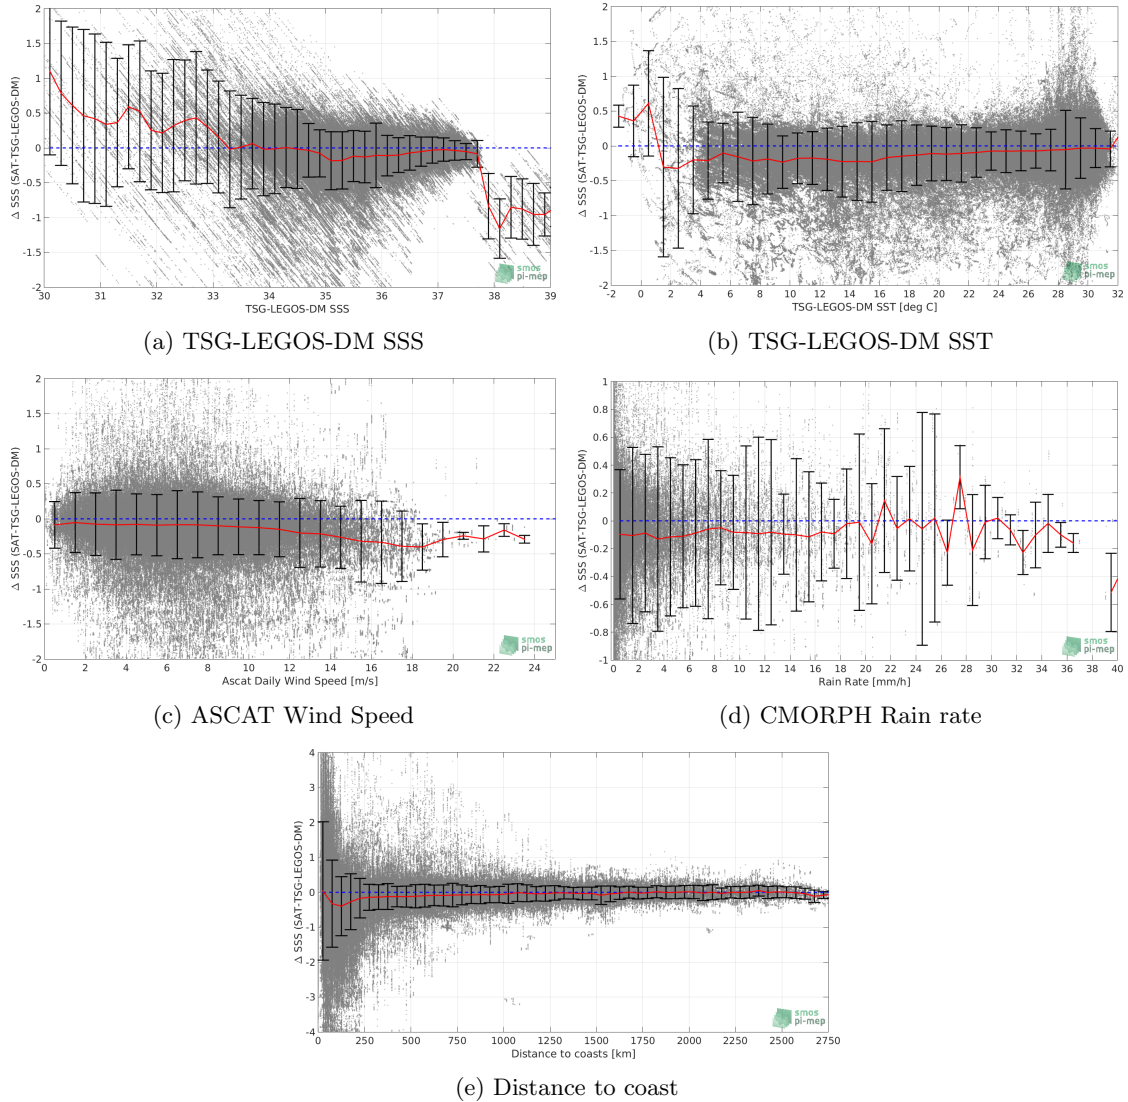 2
1.5
1
0.5
0
-0.5
-1
-1.5
-2
Δ SSS (SAT-TSG-LEGOS-DM)
30 31 32 33 34 35 36 37 38 39
TSG-LEGOS-DM SSS
smos
pi-mep
(a) TSG-LEGOS-DM SSS
2
1.5
1
0.5
0
-0.5
-1
-1.5
-2
Δ SSS (SAT-TSG-LEGOS-DM)
-2 0 2 4 6 8 10 12 14 16 18 20 22 24 26 28 30 32
TSG-LEGOS-DM SST [deg C]
smos
pi-mep
(b) TSG-LEGOS-DM SST
2
1.5
1
0.5
0
-0.5
-1
-1.5
-2
Δ SSS (SAT-TSG-LEGOS-DM)
0 2 4 6 8 10 12 14 16 18 20 22 24
Ascat Daily Wind Speed [m/s]
smos
pi-mep
(c) ASCAT Wind Speed
1
0.8
0.6
0.4
0.2
0
-0.2
-0.4
-0.6
-0.8
-1
Δ SSS (SAT-TSG-LEGOS-DM)
0 2 4 6 8 10 12 14 16 18 20 22 24 26 28 30 32 34 36 38 40
Rain Rate [mm/h]
smos
pi-mep
(d) CMORPH Rain rate
4
3
2
1
0
-1
-2
-3
-4
Δ SSS (SAT-TSG-LEGOS-DM)
0 250 500 750 1000 1250 1500 1750 2000 2250 2500 2750
Distance to coasts [km]
smos
pi-mep
(e) Distance to coast